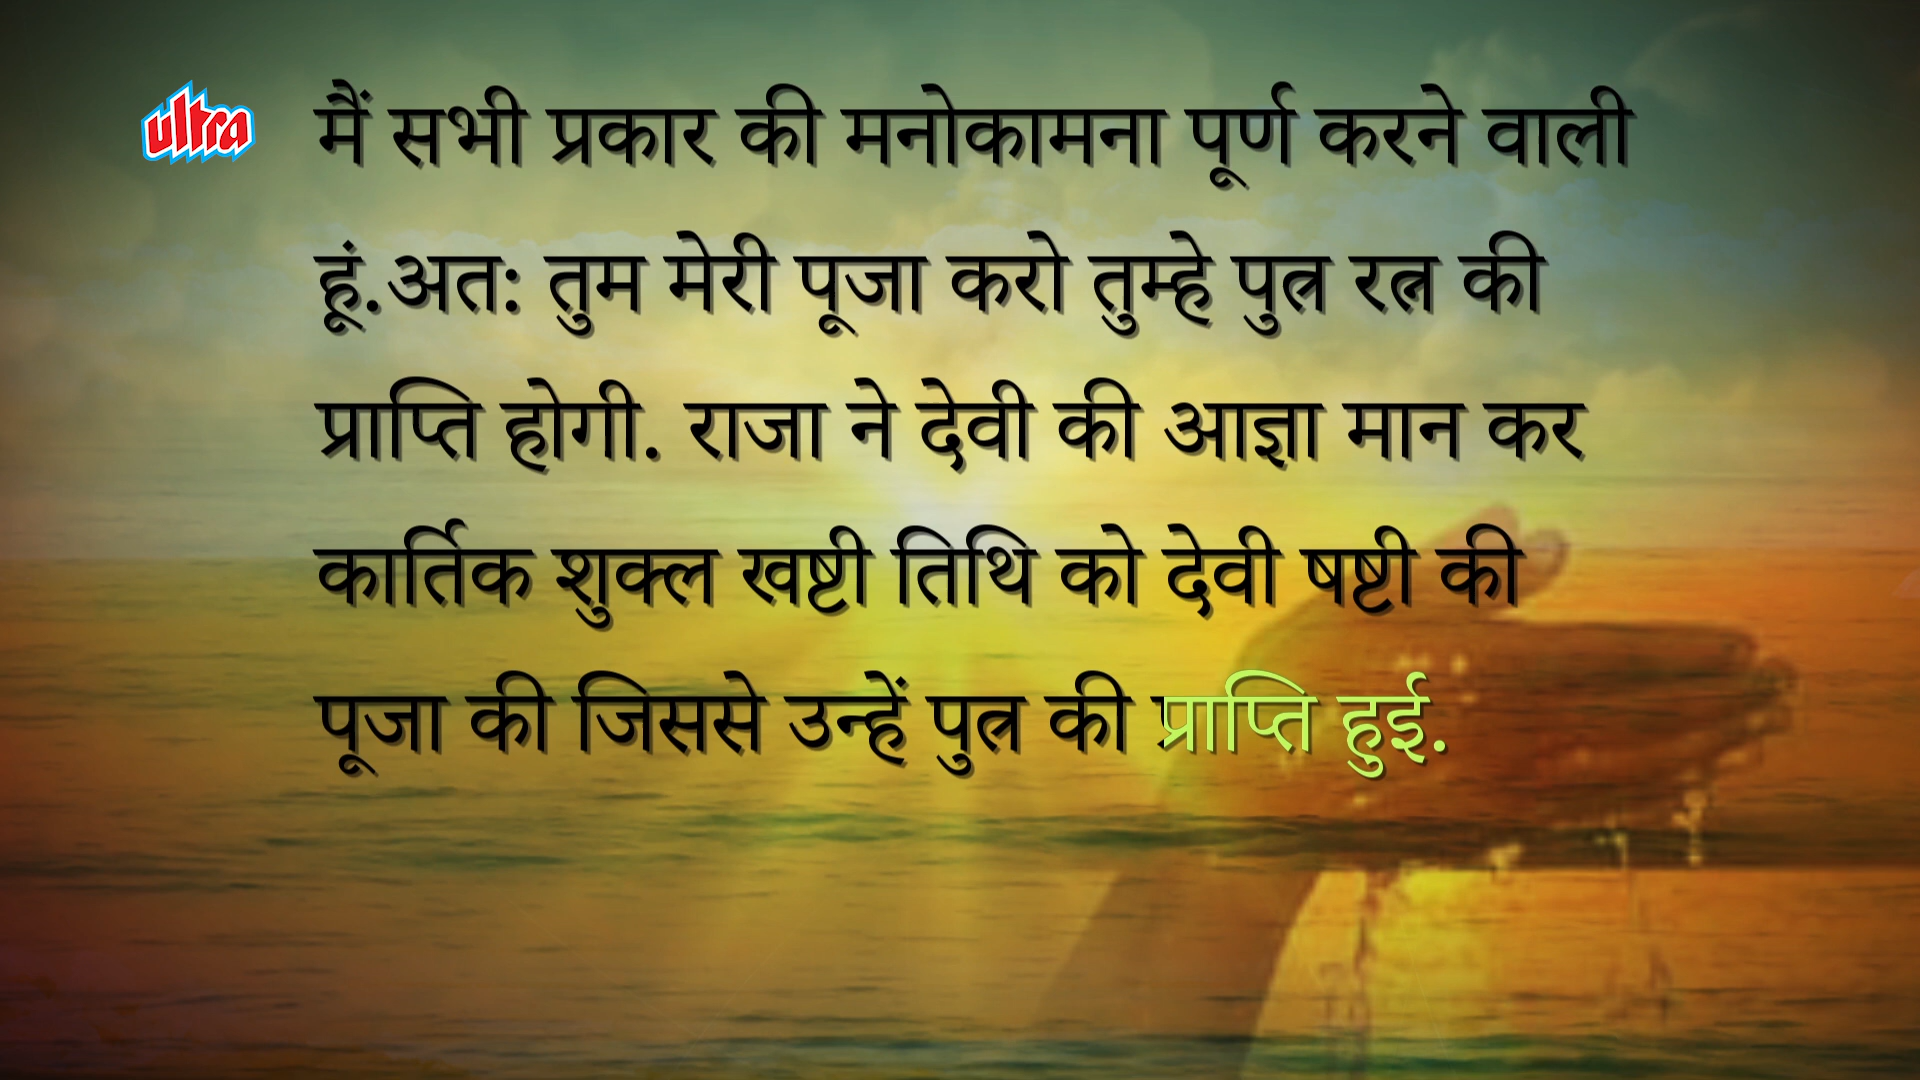 ultra
मैं सभी प्रकार की मनोकामना पूर्ण करने वाली
हूं.अत: तुम मेरी पूजा करो तुम्हे पुत्र रत्न की
प्राप्ति होगी. राजा ने देवी की आज्ञा मान कर
कार्तिक शुक्ल खष्टी तिथि को देवी षष्टी की
पूजा की जिससे उन्हें पुत्र की प्राप्ति हुई.